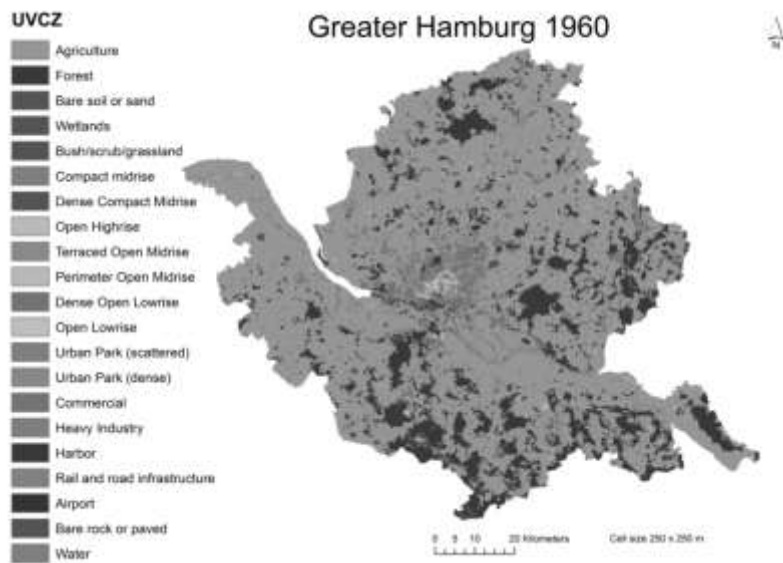 UVCZ
Greater Hamburg 1960
Agriculture
Forest
Bare soil or sand
Wetlands
Bush/scrub/grassland
Compact midrise
Dense Compact Midrise
Open Highrise
Terraced Open Midrise
Perimeter Open Midrise
Dense Open Lowrise
Open Lowrise
Urban Park (scattered)
Urban Park (dense)
Commercial
Heavy Industry
Harbor
Rail and road infrastructure
Airport
Bare rock or paved
Water
0 5 10 20 Kilometers
Cell size 250 x 250 m